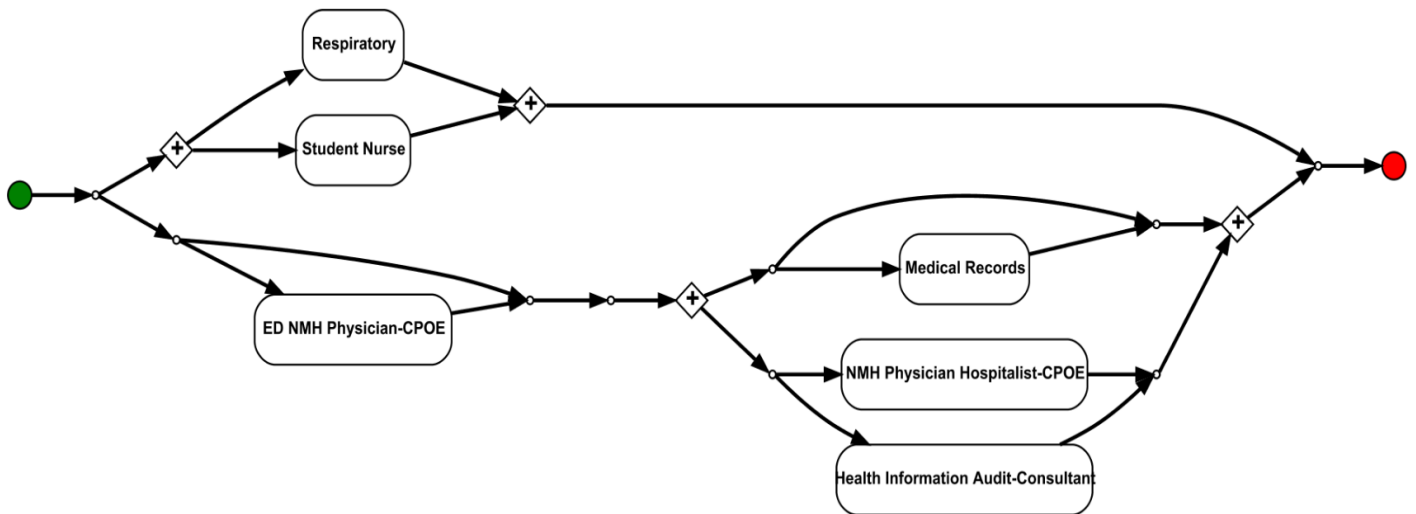 Respiratory
Student Nurse
ED NMH Physician-CPOE
Medical Records
NMH Physician Hospitalist-CPOE
Health Information Audit-Consultant